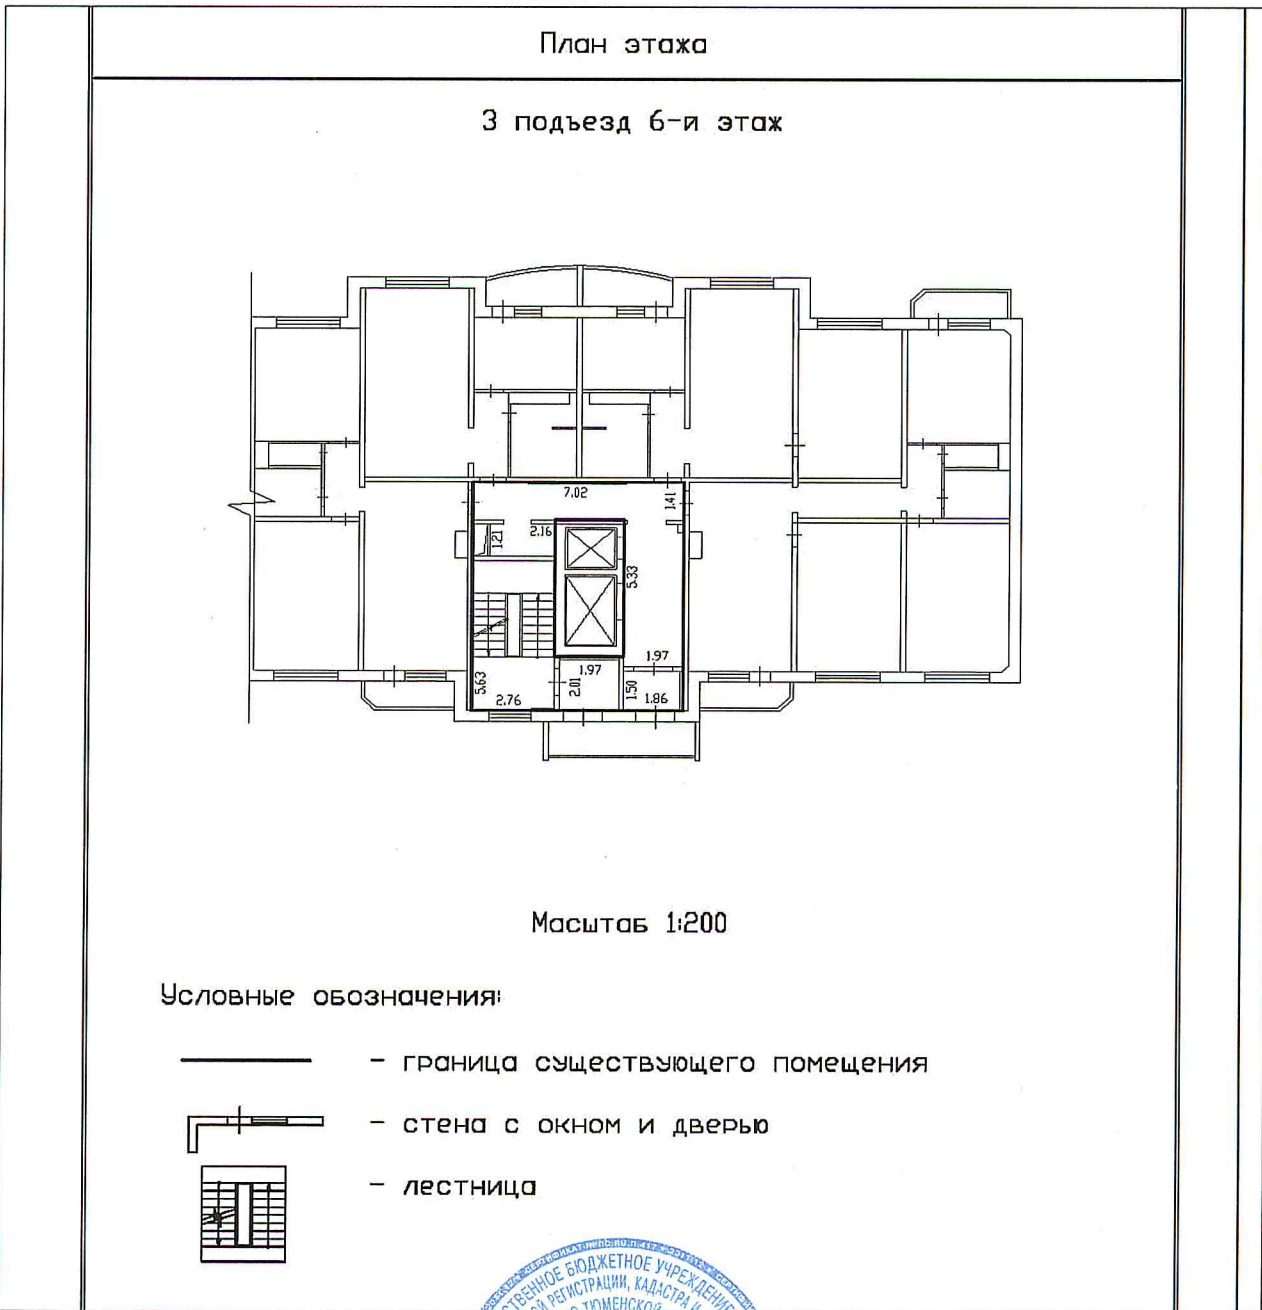 План этажа
3 подъезд 6-и этаж
7.02
1.41
2.16
1.21
5.33
1.97
1.97
5.63
2.01
1.50
2.76
1.86
Масштаб 1:200
Условные обозначения:
- граница существующего помещения
- стена с окном и дверью
- лестница
БЮДЖЕТНОЕ УЧРЕЖДЕНИЕ
РЕГИСТРАЦИИ, КАДАСТРА И
ТЮМЕНСКОЙ